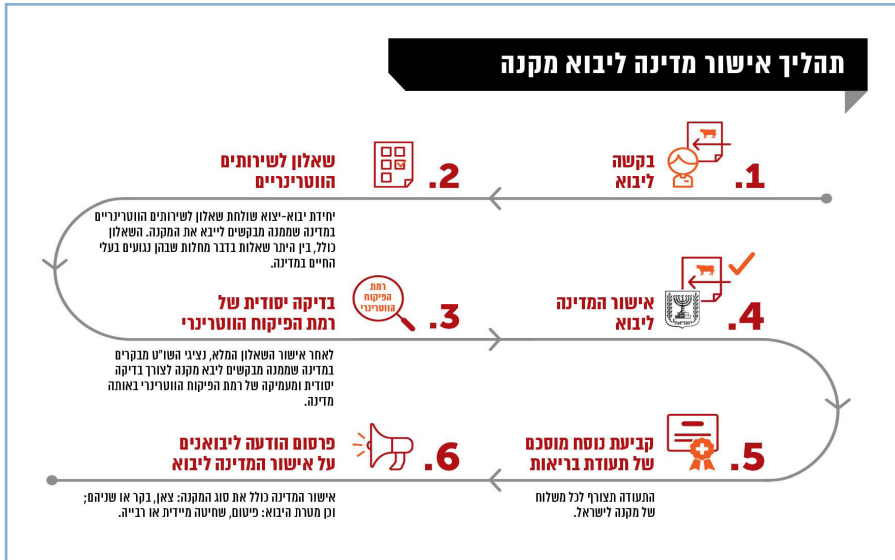 תהליך אישור מדינה ליבוא מקנה
1.
בקשה
ליבוא
2.
שאלון לשירותים
הווטרינריים
יחידת יבוא-יצוא שולחת שאלון לשירותים הווטרינריים
במדינה שממנה מבקשים לייבא את המקנה. השאלון
כולל, בין היתר שאלות בדבר מחלות שבהן נגועים בעלי
החיים במדינה.
3.
רמת
הפיקוח
הווטרינרי
בדיקה יסודית של
רמת הפיקוח הווטרינרי
לאחר אישור השאלון המלא, נציגי השו"ט מבקרים
במדינה שממנה מבקשים ליבא מקנה לצורך בדיקה
יסודית ומעמיקה של רמת הפיקוח הווטרינרי באותה
מדינה.
4.
אישור המדינה
ליבוא
5.
קביעת נוסח מוסכם
של תעודת בריאות
התעודה תצורף לכל משלוח
של מקנה לישראל.
6.
פרסום הודעה ליבואנים
על אישור המדינה ליבוא
אישור המדינה כולל את סוג המקנה: צאן, בקר או שניהם;
וכן מטרת היבוא: פיטום, שחיטה מיידית או רבייה.